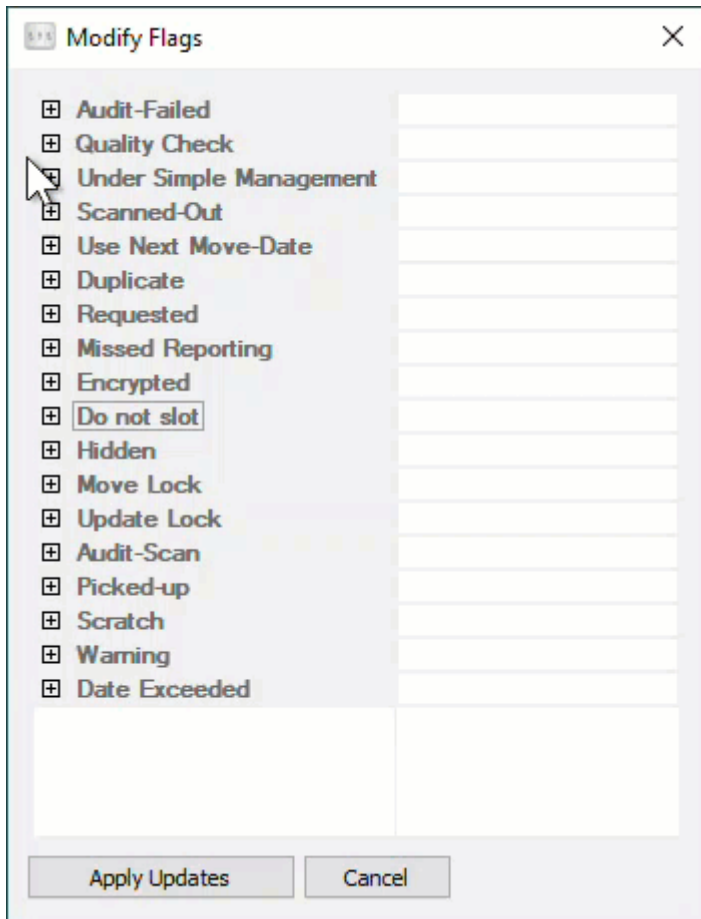 Modify Flags
Audit-Failed
Quality Check
Under Simple Management
Scanned-Out
Use Next Move-Date
Duplicate
Requested
Missed Reporting
Encrypted
Do not slot
Hidden
Move Lock
Update Lock
Audit-Scan
Picked-up
Scratch
Warning
Date Exceeded
Apply Updates Cancel